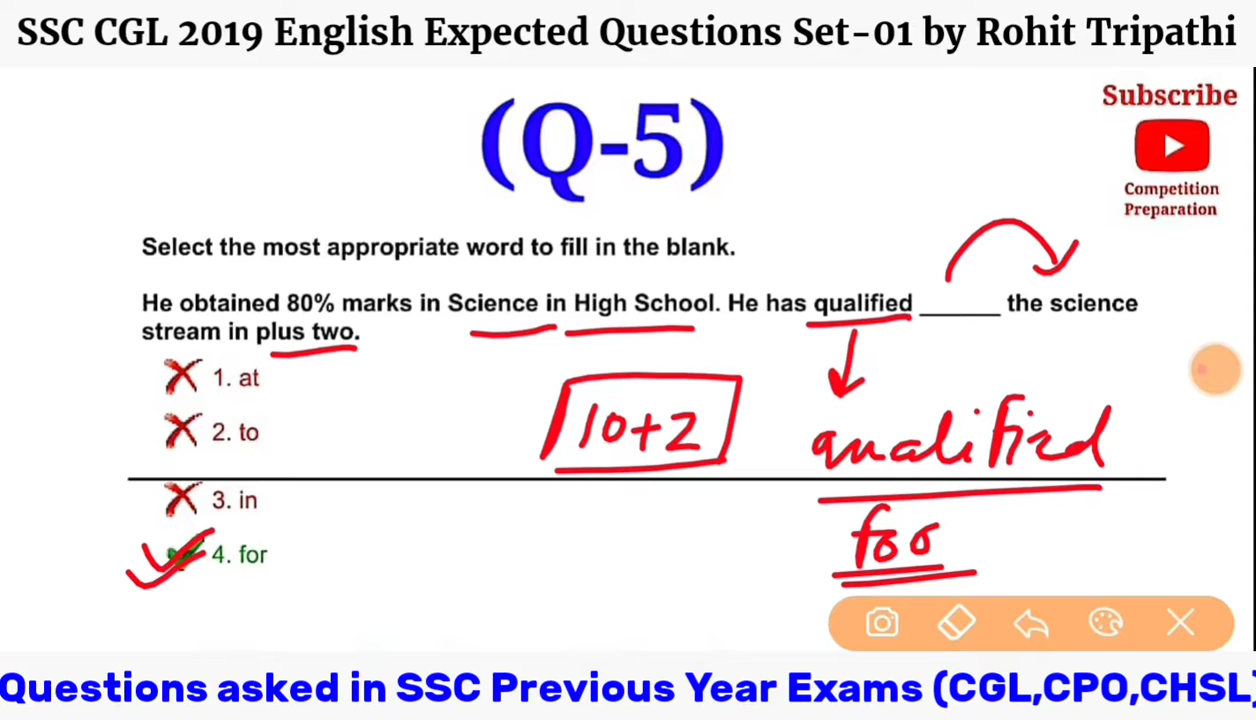 SSC CGL 2019 English Expected Questions Set-01 by Rohit Tripathi
(Q-5)
Subscribe
Competition
Preparation
Select the most appropriate word to fill in the blank.
He obtained 80% marks in Science in High School. He has qualified ______ the science
stream in plus two.
1. at
2. to
3. in
4. for
10+2
qualified
for
Questions asked in SSC Previous Year Exams (CGL,CPO,CHSL)